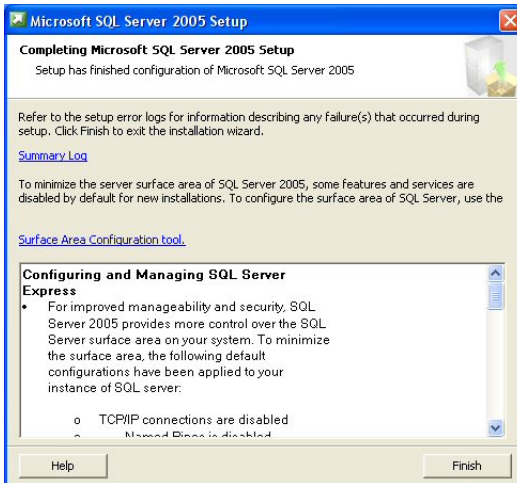 Microsoft SQL Server 2005 Setup
Completing Microsoft SQL Server 2005 Setup
Setup has finished configuration of Microsoft SQL Server 2005
Refer to the setup error logs for information describing any failure(s) that occurred during
setup. Click Finish to exit the installation wizard.
Summary Log
To minimize the server surface area of SQL Server 2005, some features and services are
disabled by default for new installations. To configure the surface area of SQL Server, use the
Surface Area Configuration tool.
Configuring and Managing SQL Server
Express
• For improved manageability and security, SQL
Server 2005 provides more control over the SQL
Server surface area on your system. To minimize
the surface area, the following default
configurations have been applied to your
instance of SQL server:
o TCP/IP connections are disabled
o Named Pipes is disabled
Help
Finish